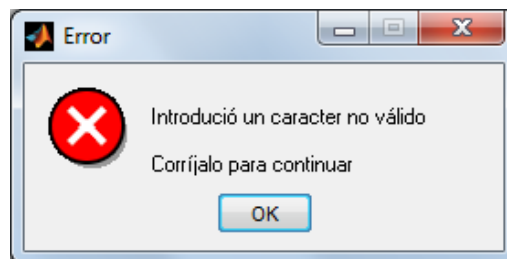 Error
Introdució un caracter no válido
Corríjalo para continuar
OK